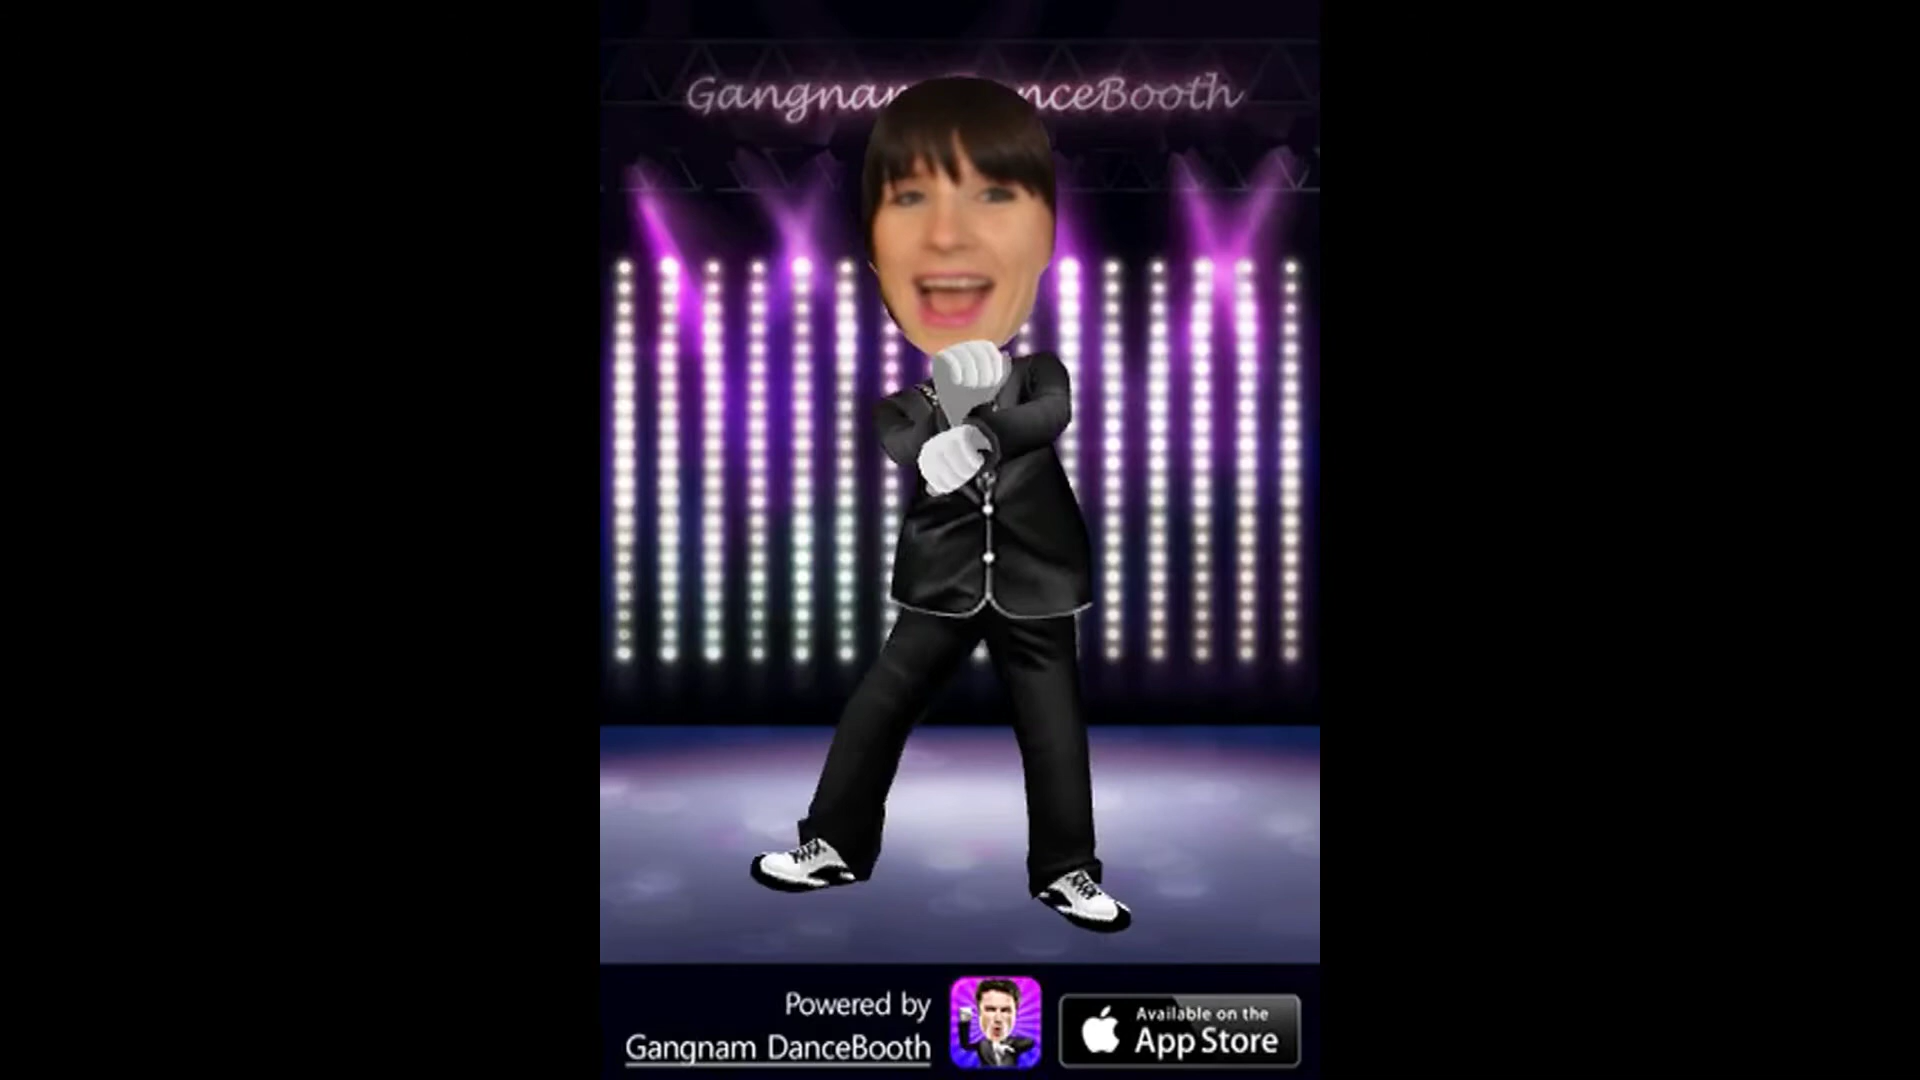 Gangnam nceBooth
Powered by
Gangnam DanceBooth
Available on the
App Store